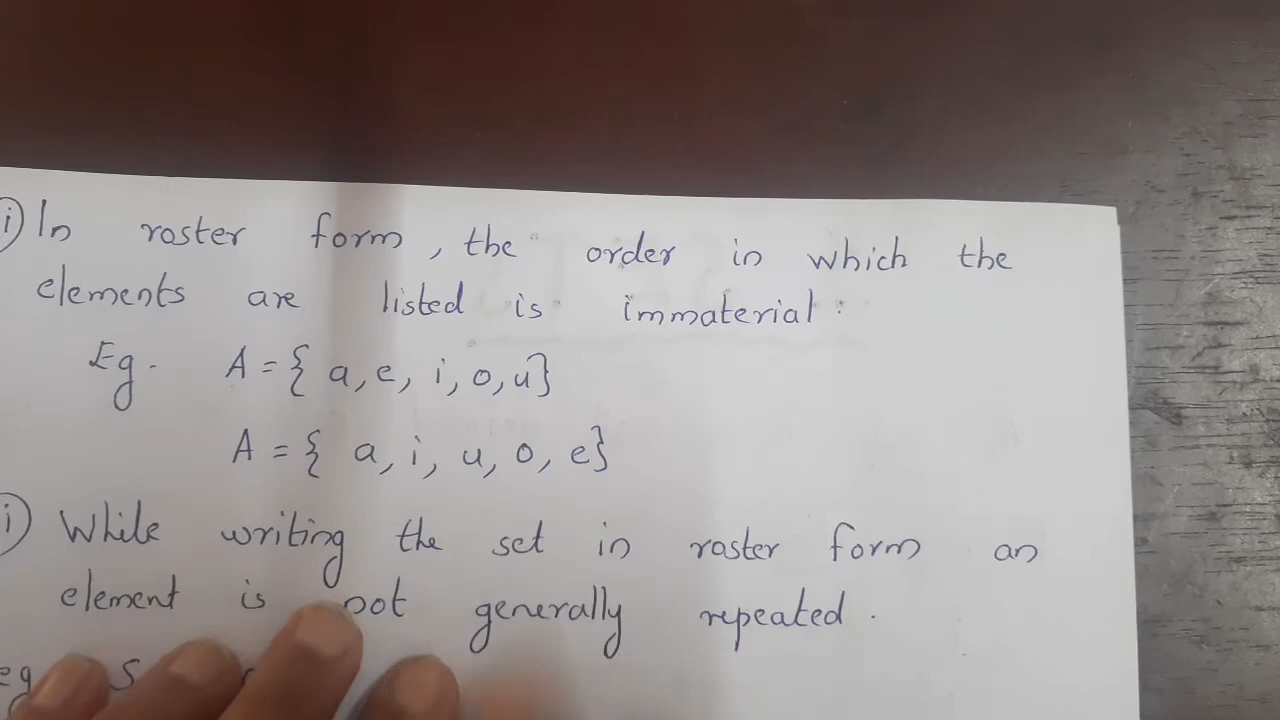 i) In roster form, the order in which the
elements are listed is immaterial.
Eg. A = { a, e, i, o, u}
A = { a, i, u, o, e}
i) While writing the set in roster form an
element is not generally repeated.
eg S